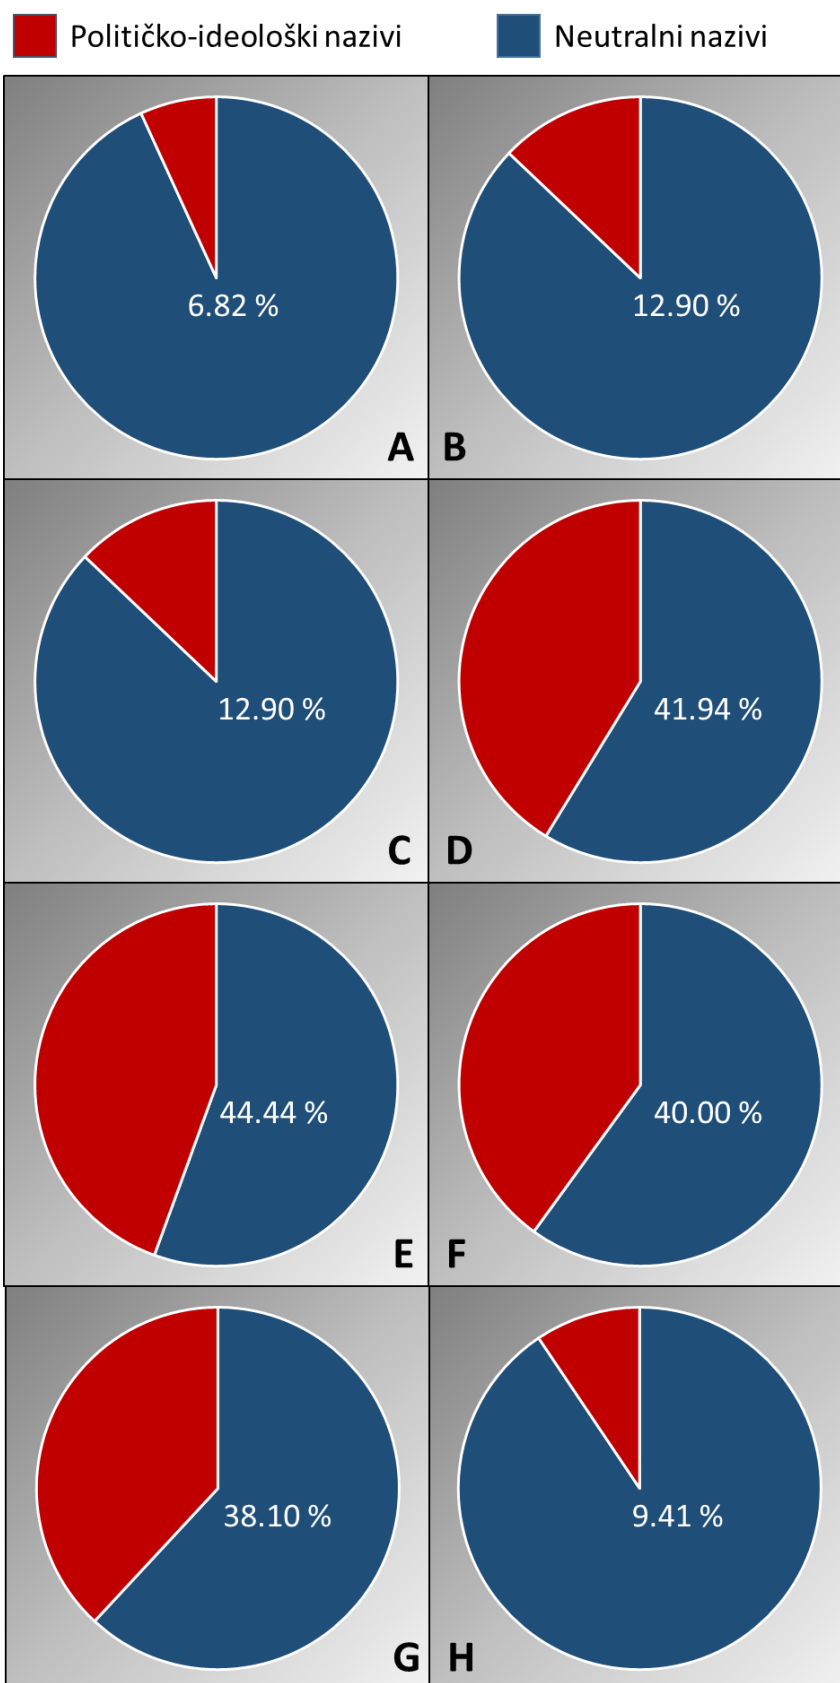 Političko-ideološki nazivi
Neutralni nazivi
6.82 %
A
12.90 %
B
12.90 %
C
41.94 %
D
44.44 %
E
40.00 %
F
38.10 %
G
9.41 %
H